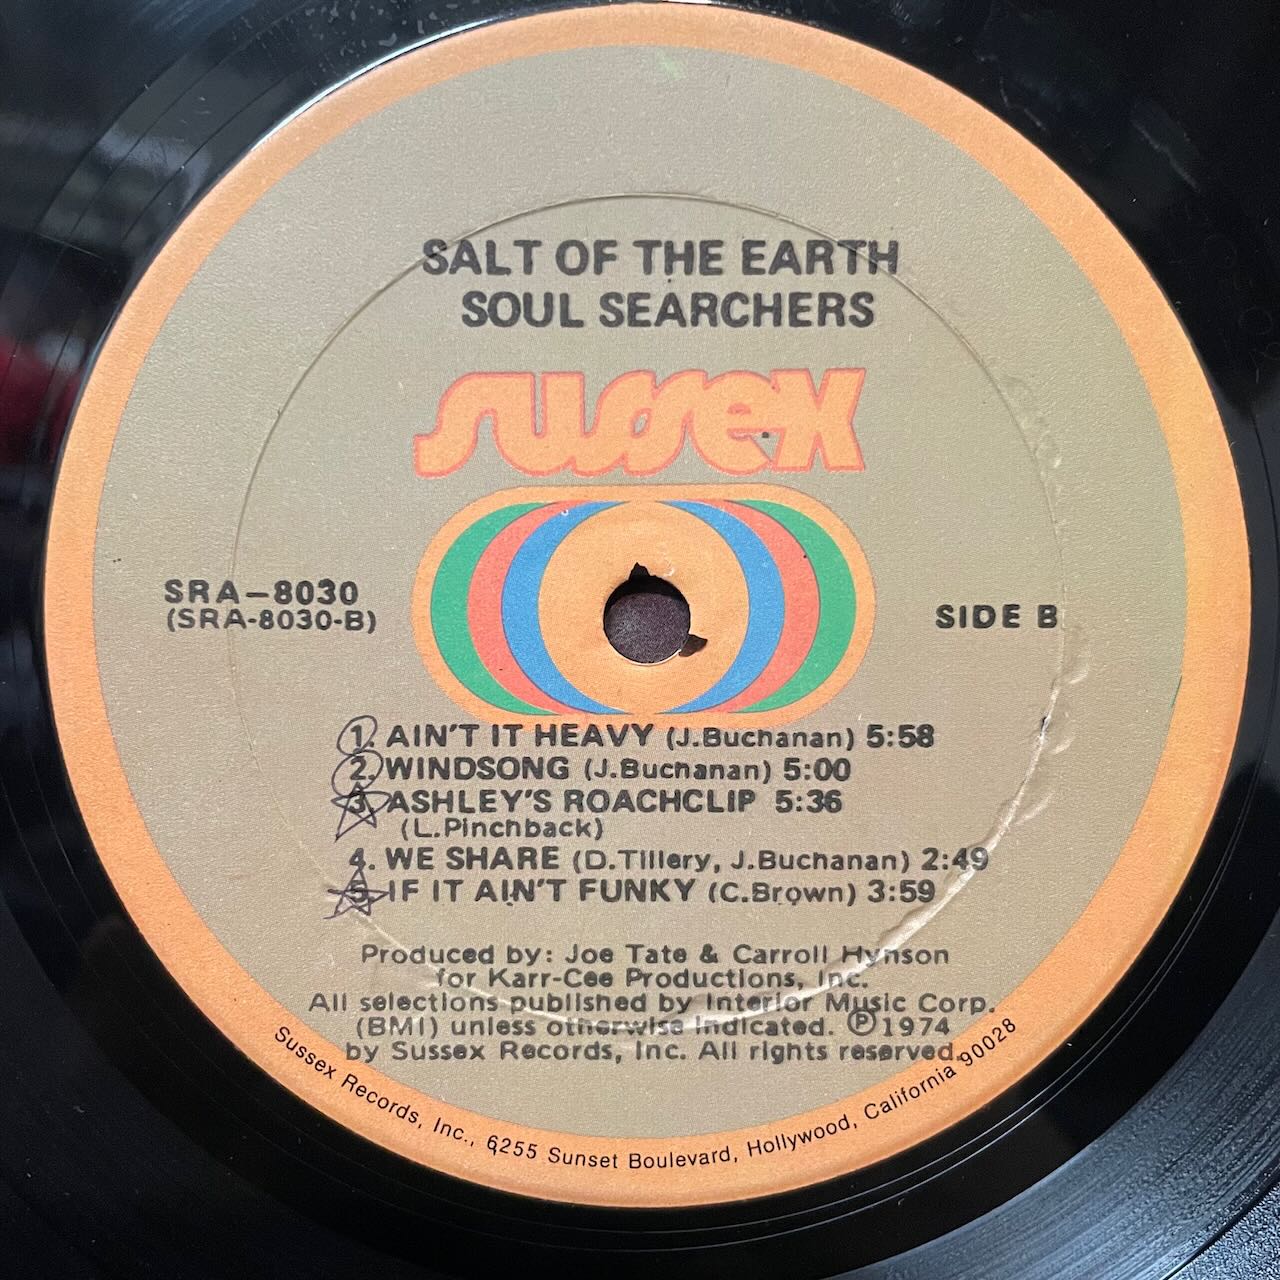 SALT OF THE EARTH
SOUL SEARCHERS
sussex
SRA-8030
(SRA-8030-B)
SIDE B
1. AIN'T IT HEAVY (J.Buchanan) 5:58
2. WINDSONG (J.Buchanan) 5:00
3. ASHLEY'S ROACHCLIP 5:36
(L.Pinchback)
4. WE SHARE (D.Tillery, J.Buchanan) 2:49
5. IF IT AIN'T FUNKY (C.Brown) 3:59
Produced by: Joe Tate & Carroll Hynson
for Karr-Cee Productions, Inc.
All selections published by Interior Music Corp.
(BMI) unless otherwise indicated. ℗1974
by Sussex Records, Inc. All rights reserved.
Sussex Records, Inc., 6255 Sunset Boulevard, Hollywood, California 90028